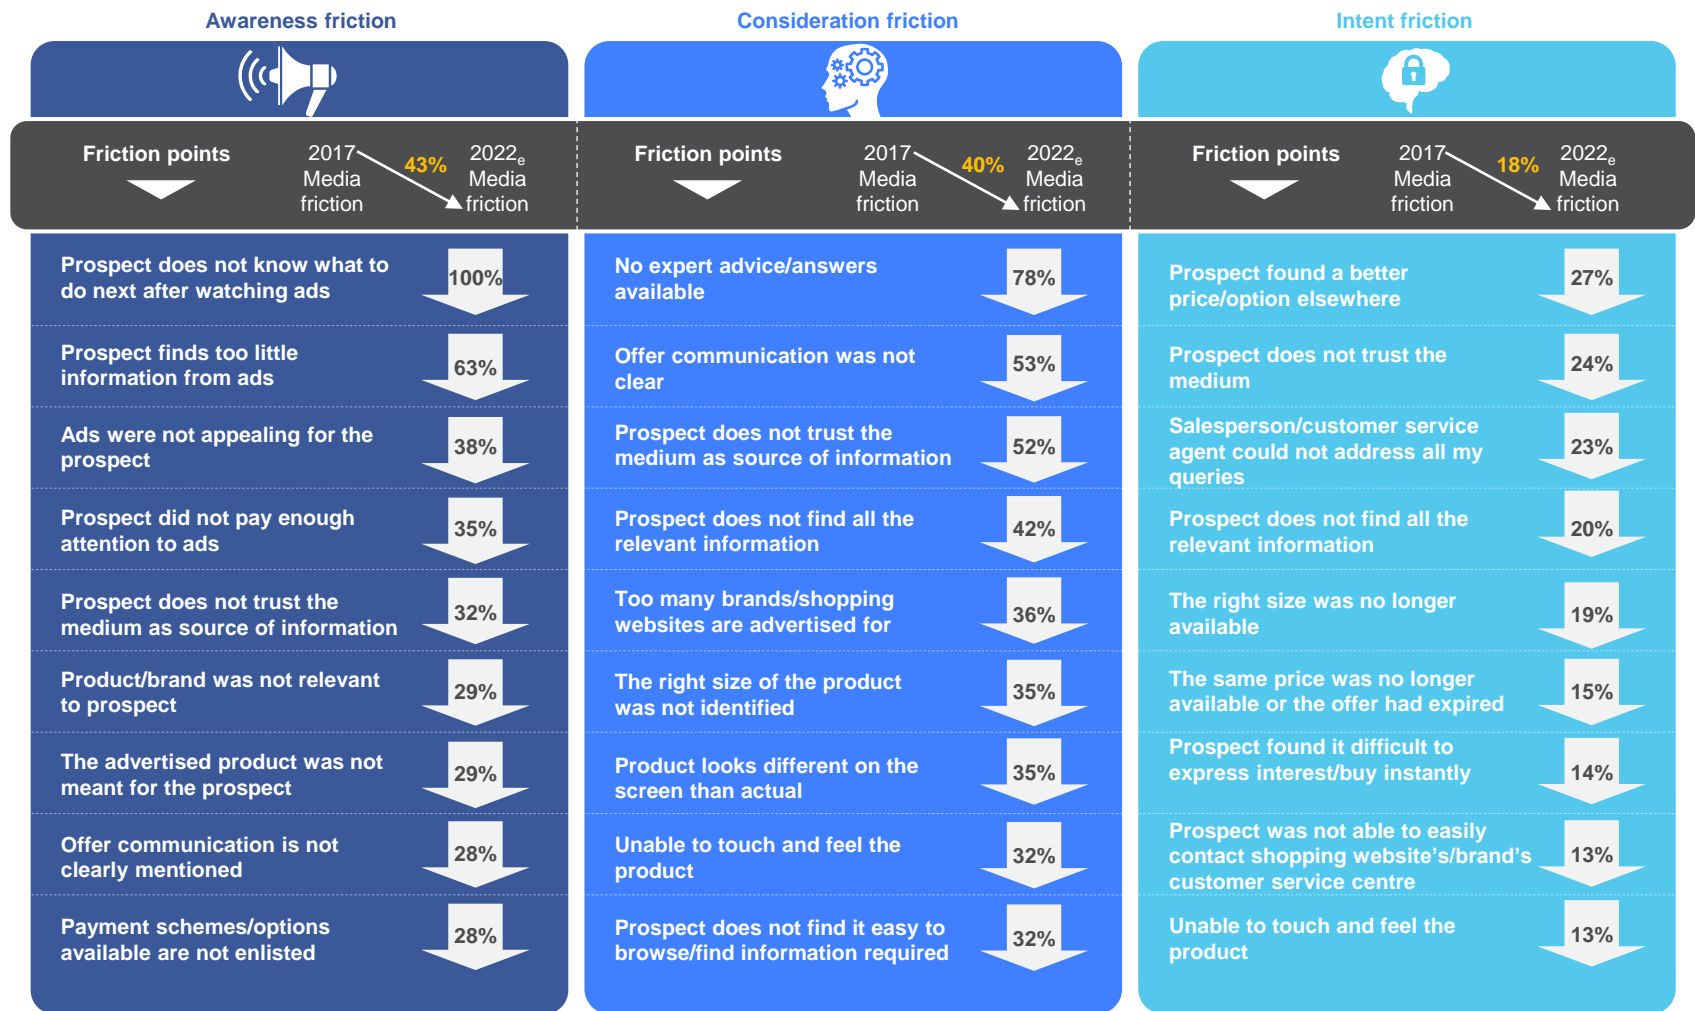 Awareness friction
Consideration friction
Intent friction
Friction points
2017
Media
friction
43%
2022e
Media
friction
Friction points
2017
Media
friction
40%
2022e
Media
friction
Friction points
2017
Media
friction
18%
2022e
Media
friction
Prospect does not know what to
do next after watching ads
100%
Prospect finds too little
information from ads
63%
Ads were not appealing for the
prospect
38%
Prospect did not pay enough
attention to ads
35%
Prospect does not trust the
medium as source of information
32%
Product/brand was not relevant
to prospect
29%
The advertised product was not
meant for the prospect
29%
Offer communication is not
clearly mentioned
28%
Payment schemes/options
available are not enlisted
28%
No expert advice/answers
available
78%
Offer communication was not
clear
53%
Prospect does not trust the
medium as source of information
52%
Prospect does not find all the
relevant information
42%
Too many brands/shopping
websites are advertised for
36%
The right size of the product
was not identified
35%
Product looks different on the
screen than actual
35%
Unable to touch and feel the
product
32%
Prospect does not find it easy to
browse/find information required
32%
Prospect found a better
price/option elsewhere
27%
Prospect does not trust the
medium
24%
Salesperson/customer service
agent could not address all my
queries
23%
Prospect does not find all the
relevant information
20%
The right size was no longer
available
19%
The same price was no longer
available or the offer had expired
15%
Prospect found it difficult to
express interest/buy instantly
14%
Prospect was not able to easily
contact shopping website's/brand's
customer service centre
13%
Unable to touch and feel the
product
13%